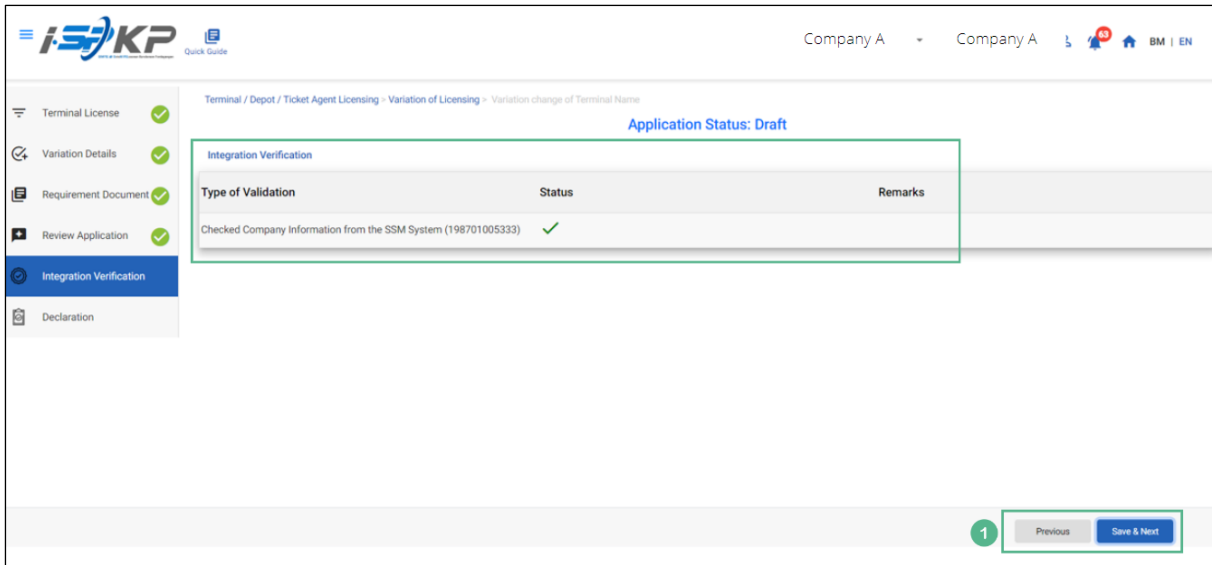 i-SPKP
Quick Guide
Company A
Company A
63
BM | EN
Terminal / Depot / Ticket Agent Licensing > Variation of Licensing > Variation change of Terminal Name
Application Status: Draft
Terminal License
Variation Details
Requirement Document
Review Application
Integration Verification
Declaration
Integration Verification
Type of Validation Status Remarks
Checked Company Information from the SSM System (198701005333)
1
Previous
Save & Next